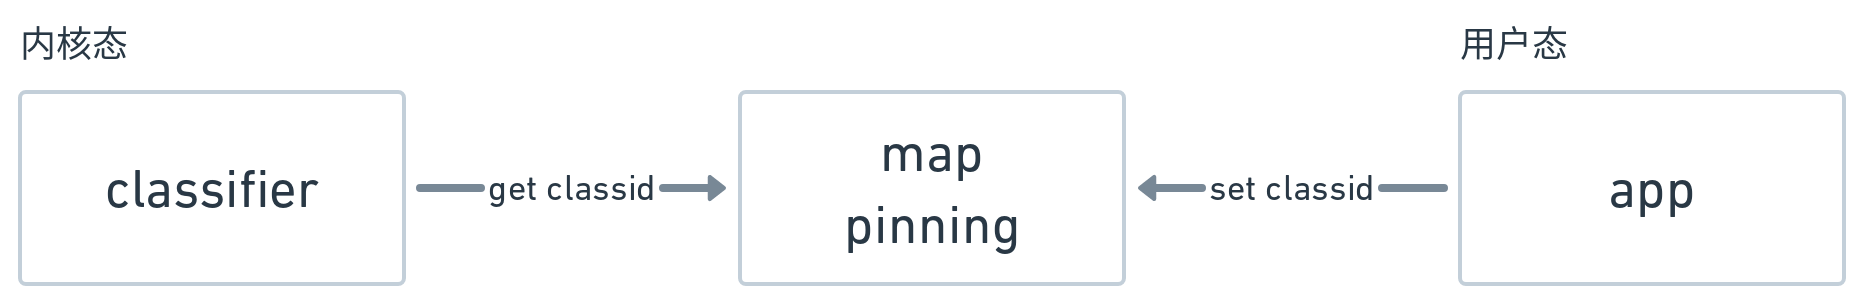 内核态
用户态
classifier
get classid
map
pinning
set classid
app